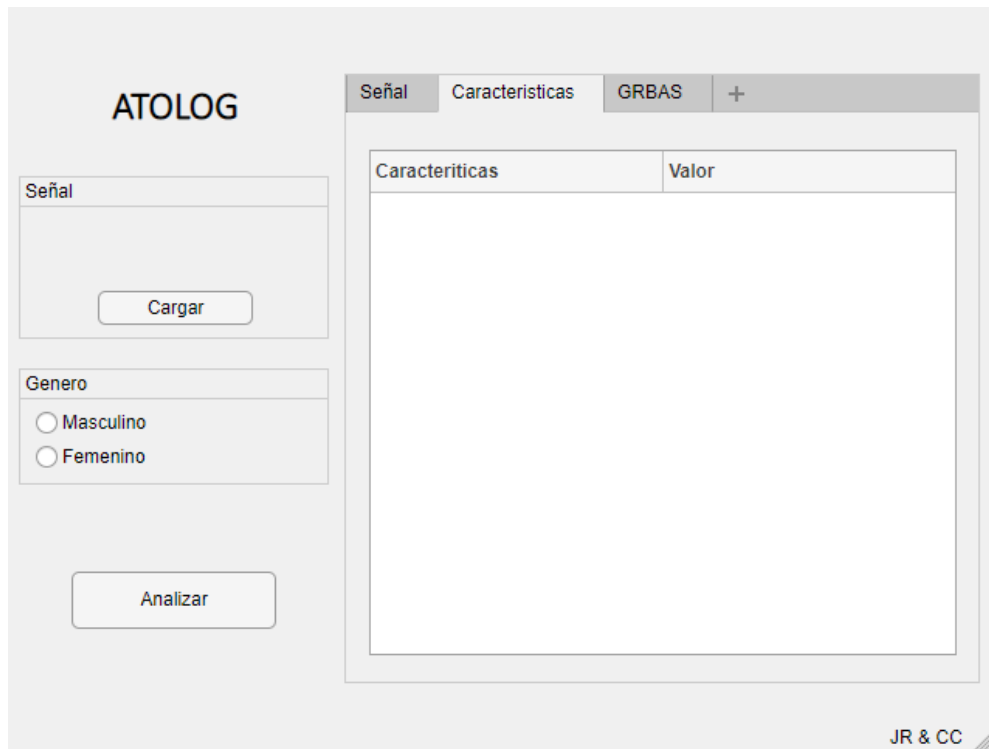 ATOLOG
Señal
Cargar
Genero
Masculino
Femenino
Analizar
Señal Caracteristicas GRBAS +
Caracteriticas Valor
JR & CC